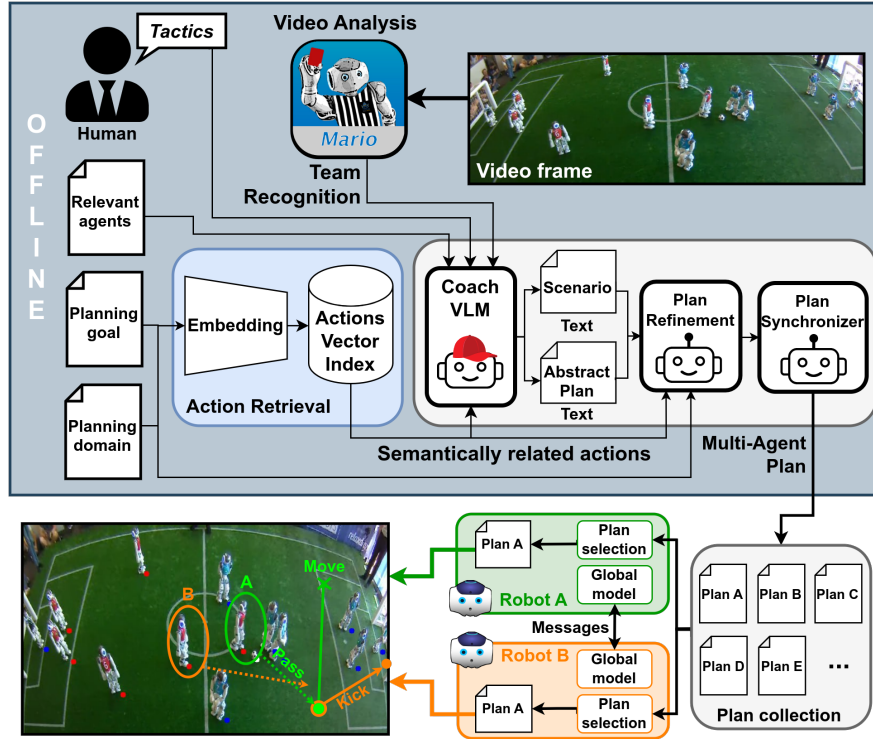 Tactics
Human
OFFLINE
Video Analysis
Mario
Team
Recognition
Video frame
Relevant
agents
Planning
goal
Planning
domain
Embedding
Actions
Vector
Index
Action Retrieval
Coach
VLM
Scenario
Text
Abstract
Plan
Text
Plan
Refinement
Plan
Synchronizer
Semantically related actions
Multi-Agent
Plan
Move
B
A
Pass
Kick
Plan A
Plan
selection
Global
model
Robot A
Messages
Robot B
Global
model
Plan A
Plan
selection
Plan A
Plan B
Plan C
Plan D
Plan E
...
Plan collection